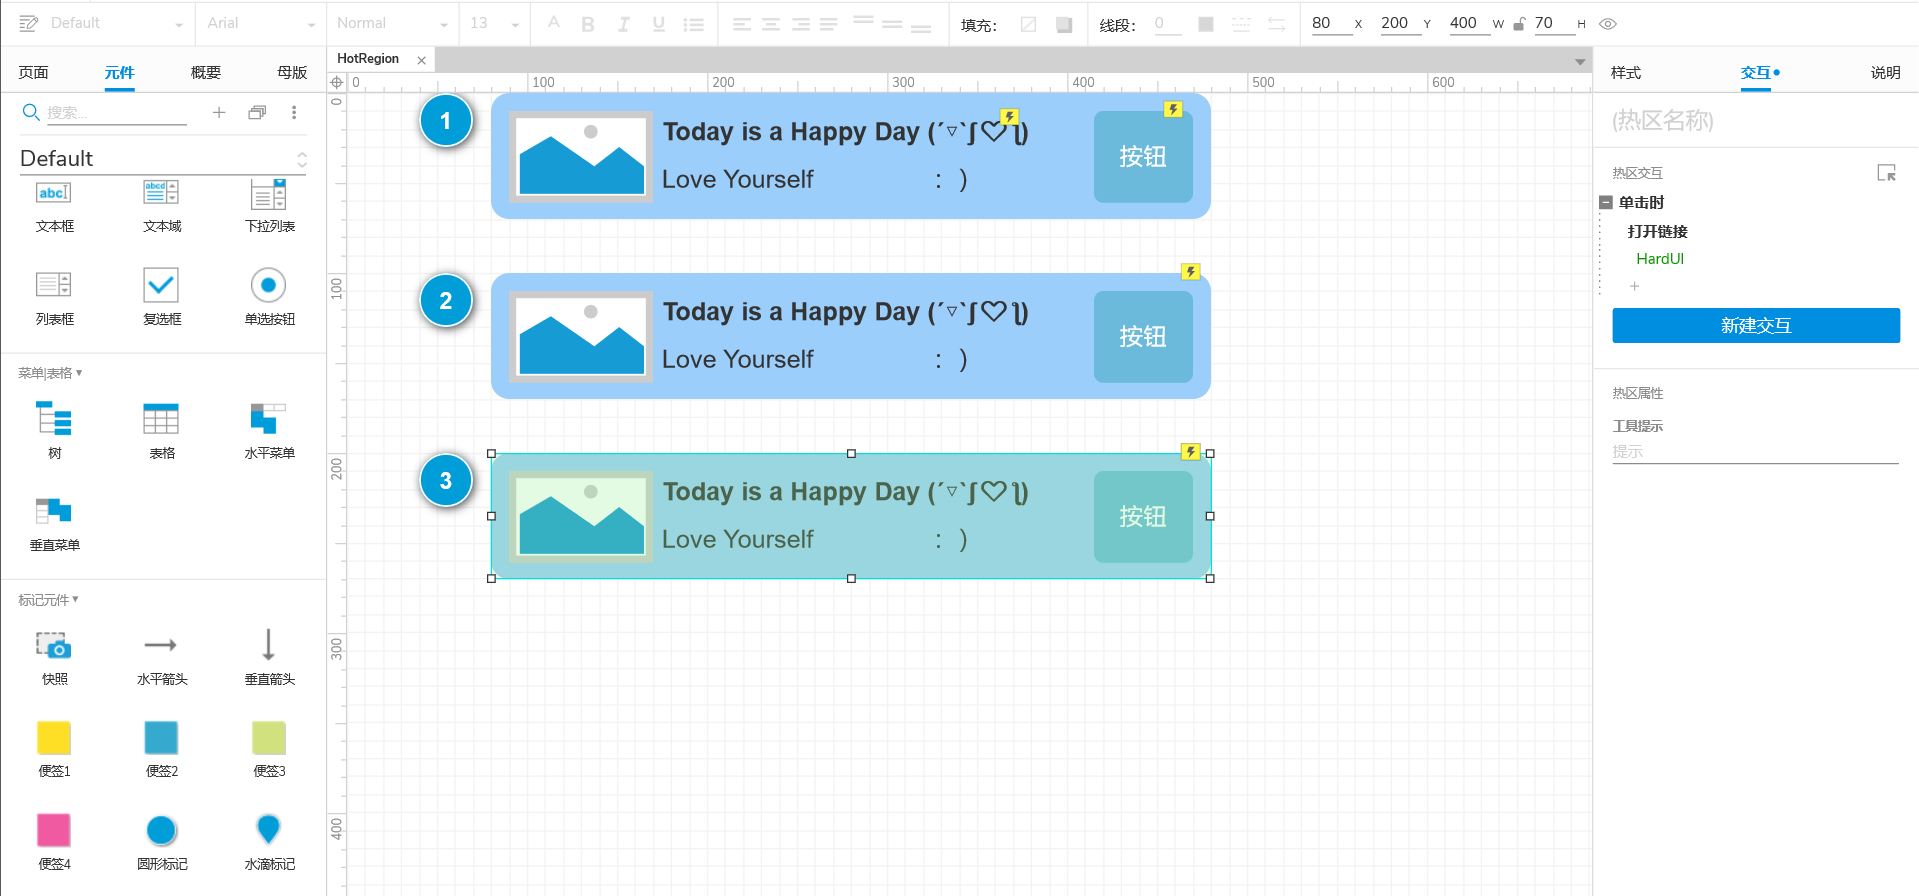 Default Arial Normal 13 A B I U 填充: 线段: 0 80 X 200 Y 400 W 70 H
页面 元件 概要 母版
HotRegion
样式 交互 说明
0 100 200 300 400 500 600
搜索...
Default
abc
abcd
文本框 文本域 下拉列表
列表框 复选框 单选按钮
菜单|表格
树 表格 水平菜单
垂直菜单
标记元件
快照 水平箭头 垂直箭头
便签1 便签2 便签3
便签4 圆形标记 水滴标记
0
100
200
300
400
1
Today is a Happy Day (´▿`ʃ♡ƪ)
Love Yourself : )
按钮
2
Today is a Happy Day (´▿`ʃ♡ƪ)
Love Yourself : )
按钮
3
Today is a Happy Day (´▿`ʃ♡ƪ)
Love Yourself : )
按钮
(热区名称)
热区交互
单击时
打开链接
HardUI
新建交互
热区属性
工具提示
提示